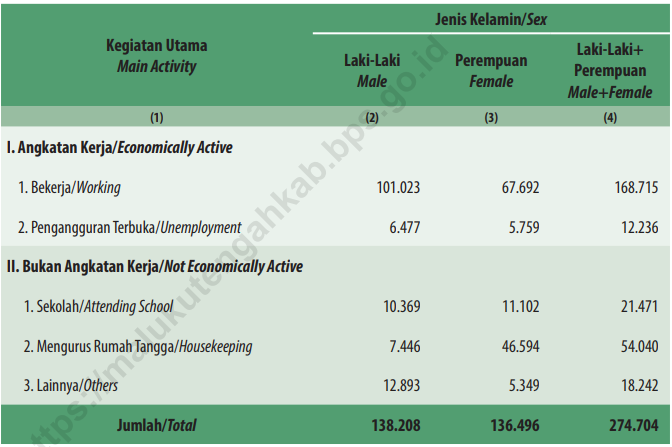 Kegiatan Utama
Main Activity
Jenis Kelamin/Sex
Laki-Laki
Male
Perempuan
Female
Laki-Laki+
Perempuan
Male+Female
(1) (2) (3) (4)
I. Angkatan Kerja/Economically Active
1. Bekerja/Working 101.023 67.692 168.715
2. Pengangguran Terbuka/Unemployment 6.477 5.759 12.236
II. Bukan Angkatan Kerja/Not Economically Active
1. Sekolah/Attending School 10.369 11.102 21.471
2. Mengurus Rumah Tangga/Housekeeping 7.446 46.594 54.040
3. Lainnya/Others 12.893 5.349 18.242
Jumlah/Total 138.208 136.496 274.704
ttps://malukutengahkab.bps.go.id